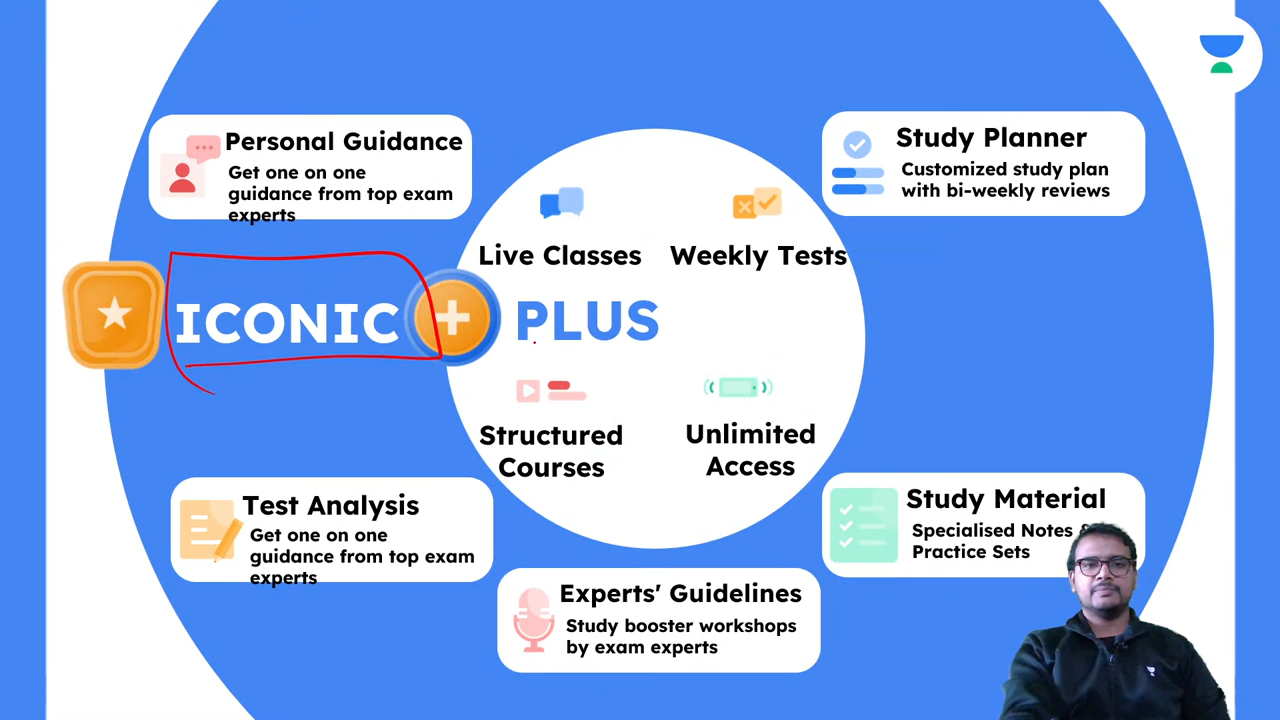 Personal Guidance
Get one on one
guidance from top exam
experts
Study Planner
Customized study plan
with bi-weekly reviews
Live Classes
Weekly Tests
ICONIC
PLUS
Structured
Courses
Unlimited
Access
Test Analysis
Get one on one
guidance from top exam
experts
Study Material
Specialised Notes &
Practice Sets
Experts' Guidelines
Study booster workshops
by exam experts